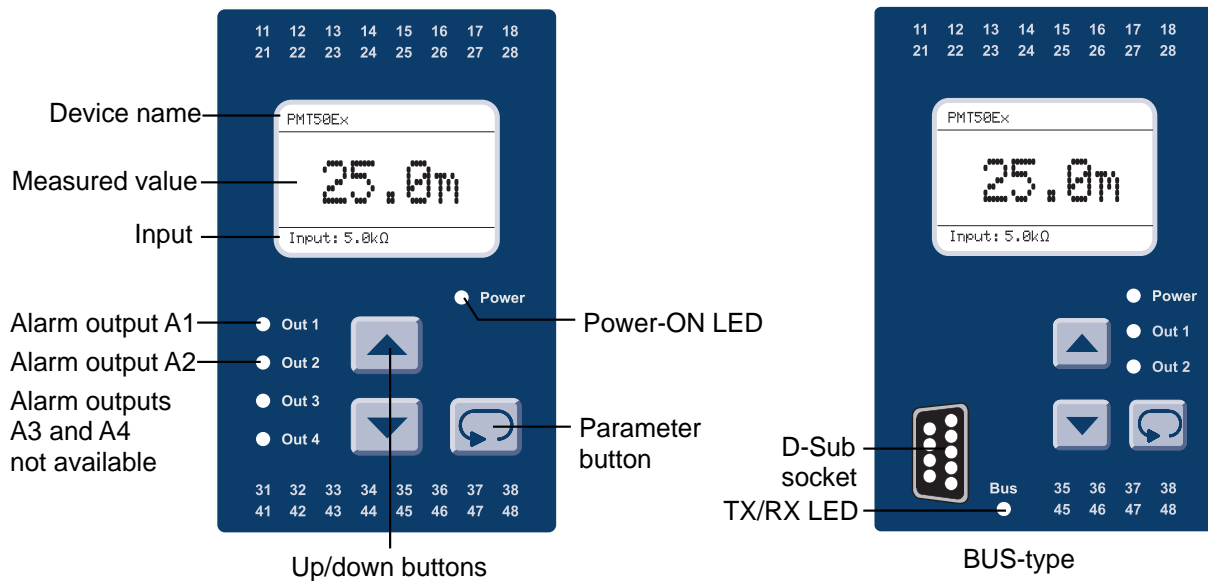 11 12 13 14 15 16 17 18
21 22 23 24 25 26 27 28
Device name
PMT50Ex
Measured value
25.0m
Input
Input: 5.0kΩ
Power
Power-ON LED
Alarm output A1
Out 1
Alarm output A2
Out 2
Alarm outputs
A3 and A4
not available
Out 3
Out 4
Parameter
button
31 32 33 34 35 36 37 38
41 42 43 44 45 46 47 48
Up/down buttons
11 12 13 14 15 16 17 18
21 22 23 24 25 26 27 28
PMT50Ex
25.0m
Input: 5.0kΩ
Power
Out 1
Out 2
D-Sub
socket
TX/RX LED
Bus
35 36 37 38
45 46 47 48
BUS-type